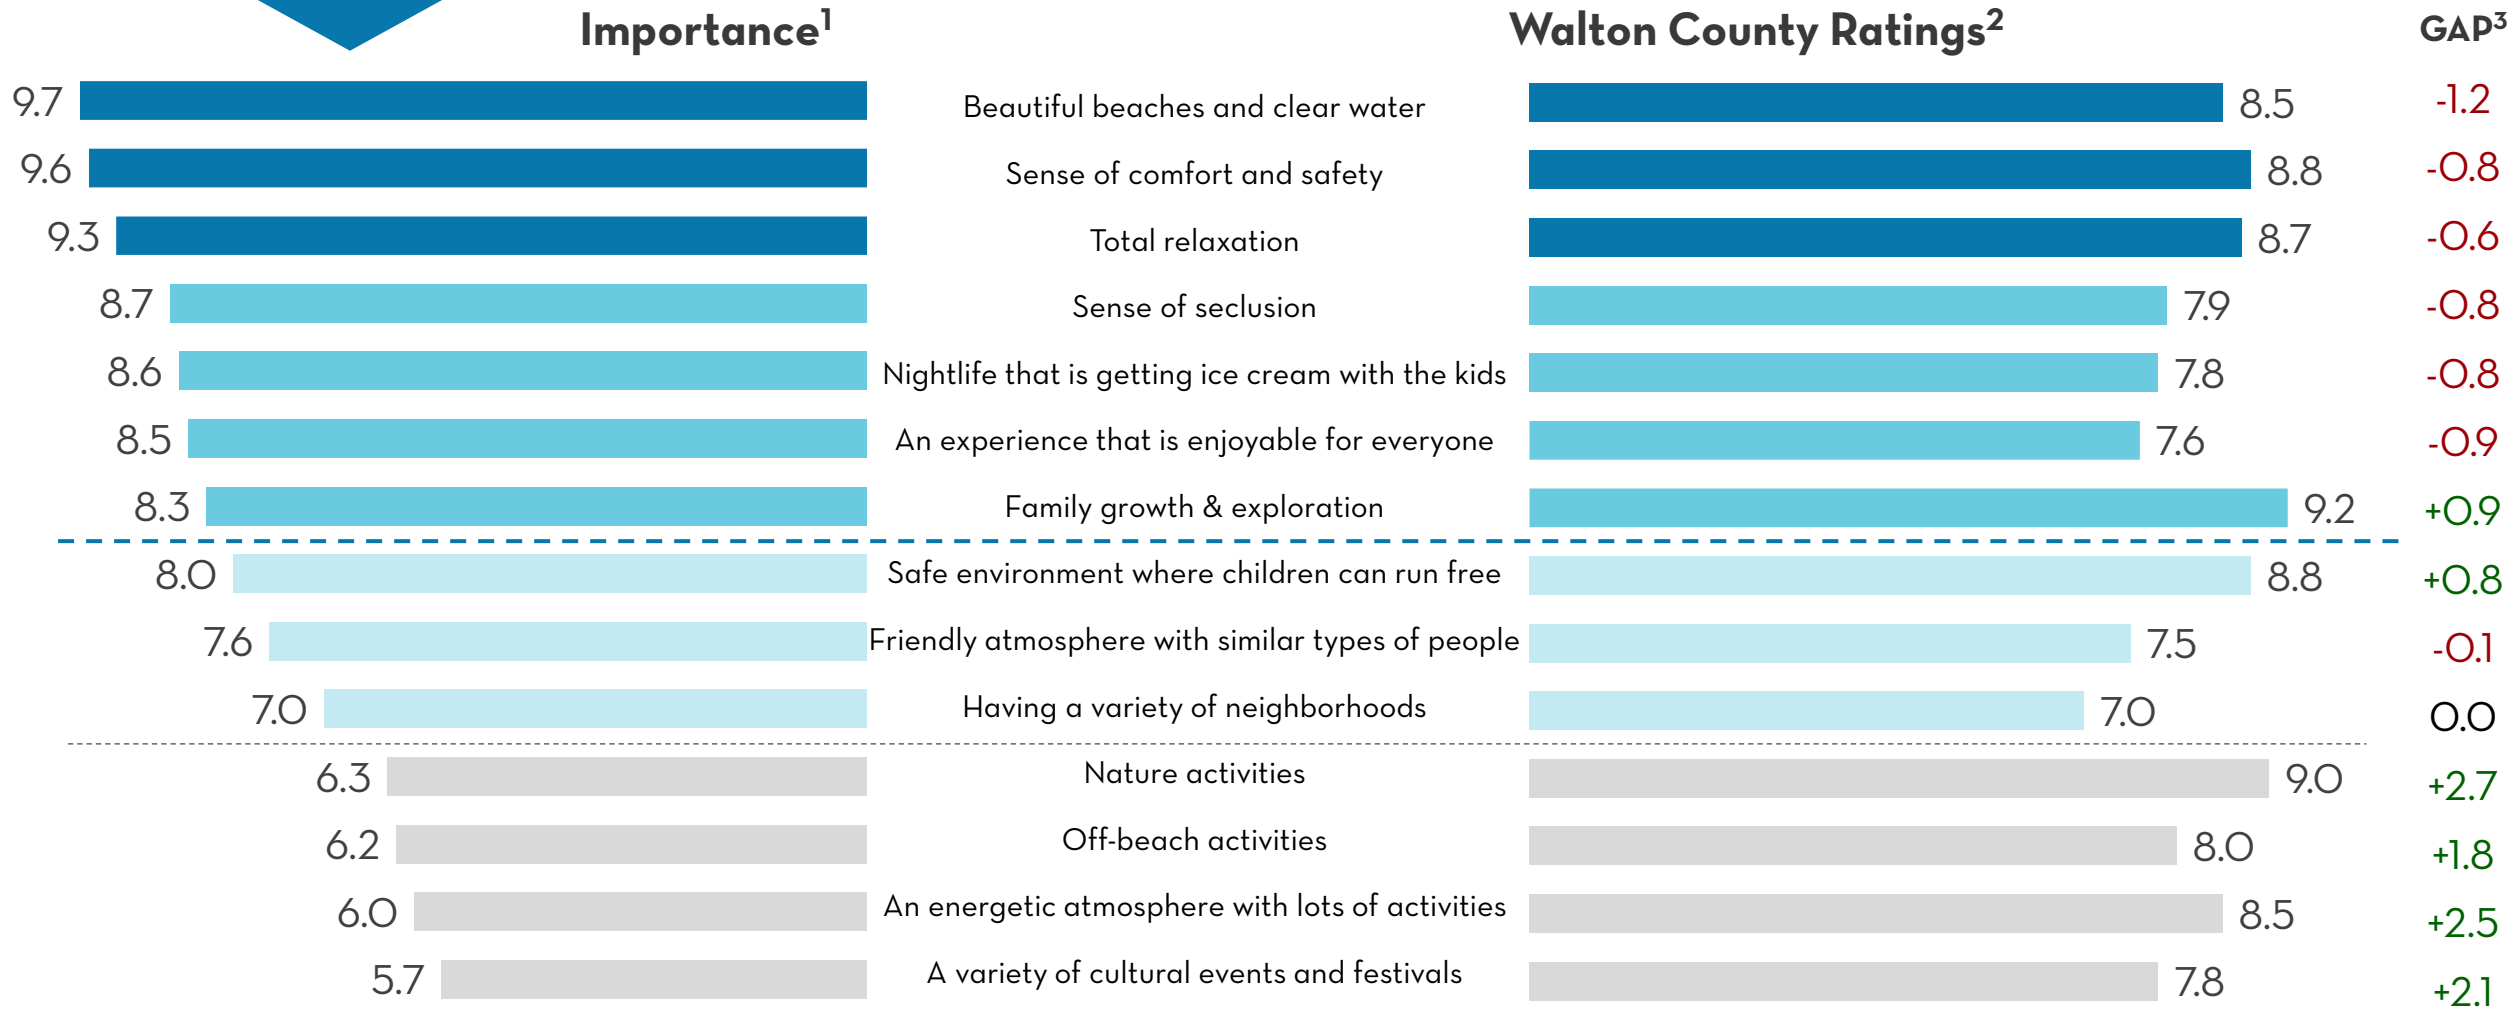 Importance¹ Walton County Ratings² GAP³
9.7 Beautiful beaches and clear water 8.5 -1.2
9.6 Sense of comfort and safety 8.8 -0.8
9.3 Total relaxation 8.7 -0.6
8.7 Sense of seclusion 7.9 -0.8
8.6 Nightlife that is getting ice cream with the kids 7.8 -0.8
8.5 An experience that is enjoyable for everyone 7.6 -0.9
8.3 Family growth & exploration 9.2 +0.9
8.0 Safe environment where children can run free 8.8 +0.8
7.6 Friendly atmosphere with similar types of people 7.5 -0.1
7.0 Having a variety of neighborhoods 7.0 0.0
6.3 Nature activities 9.0 +2.7
6.2 Off-beach activities 8.0 +1.8
6.0 An energetic atmosphere with lots of activities 8.5 +2.5
5.7 A variety of cultural events and festivals 7.8 +2.1